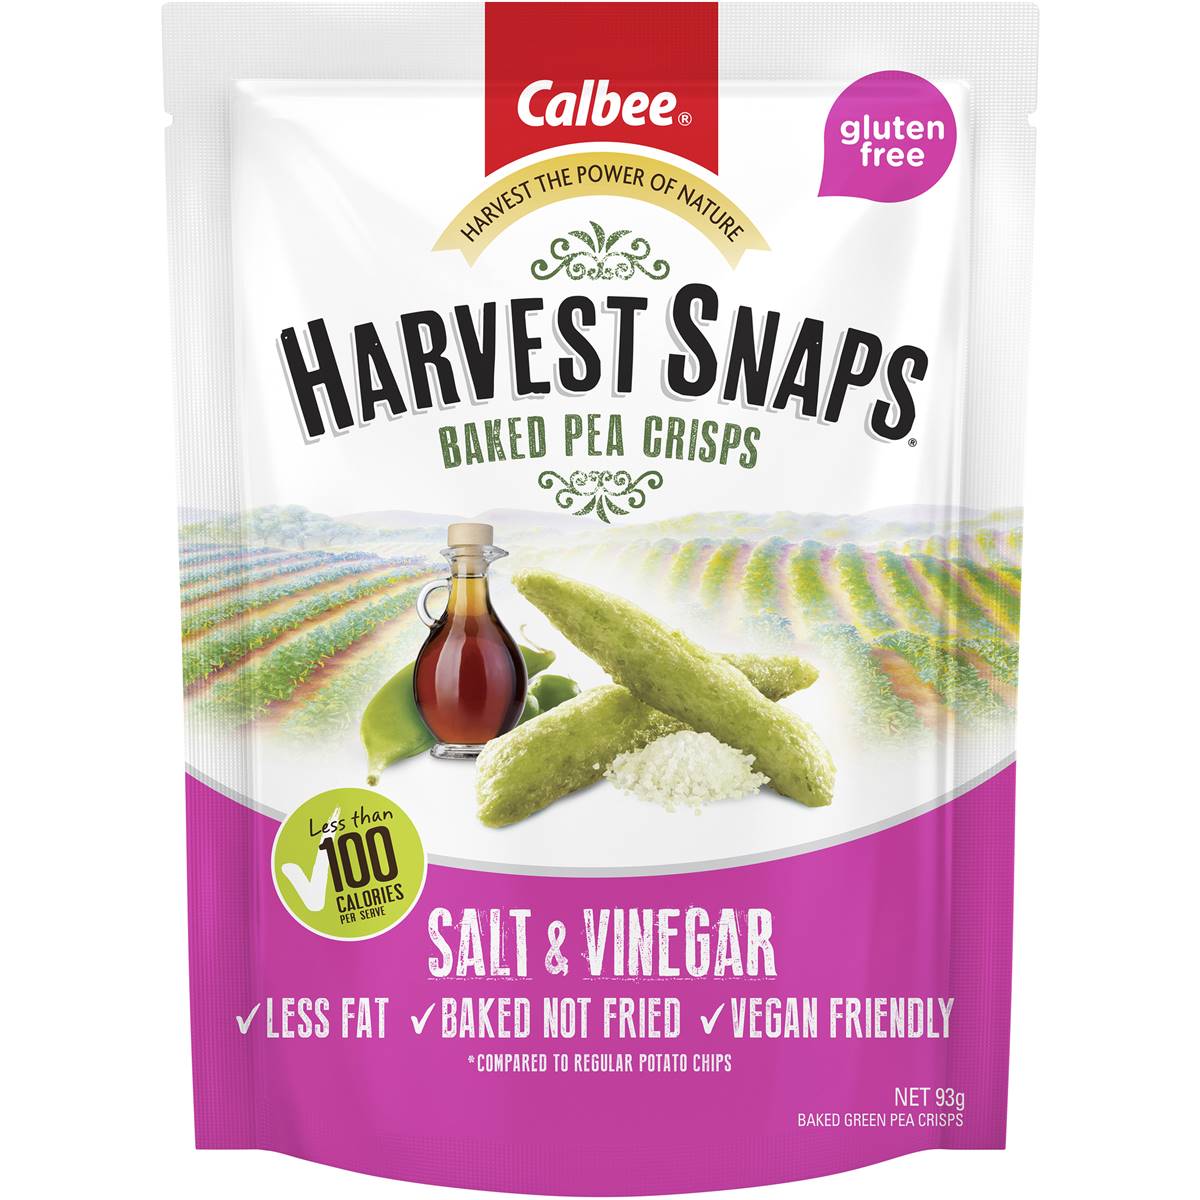 Calbee®
HARVEST THE POWER OF NATURE
gluten
free
HARVEST SNAPS®
BAKED PEA CRISPS
Less than
100
CALORIES
PER SERVE
SALT & VINEGAR
✓LESS FAT ✓BAKED NOT FRIED ✓VEGAN FRIENDLY
*COMPARED TO REGULAR POTATO CHIPS
NET 93g
BAKED GREEN PEA CRISPS